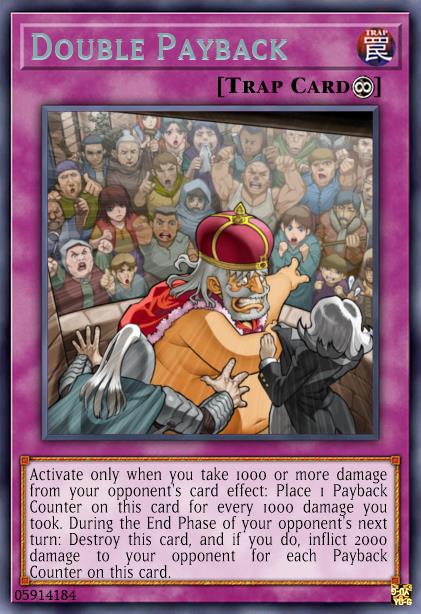 Double Payback
TRAP
罠
[Trap Card]
Activate only when you take 1000 or more damage
from your opponent's card effect: Place 1 Payback
Counter on this card for every 1000 damage you
took. During the End Phase of your opponent's next
turn: Destroy this card, and if you do, inflict 2000
damage to your opponent for each Payback
Counter on this card.
05914184